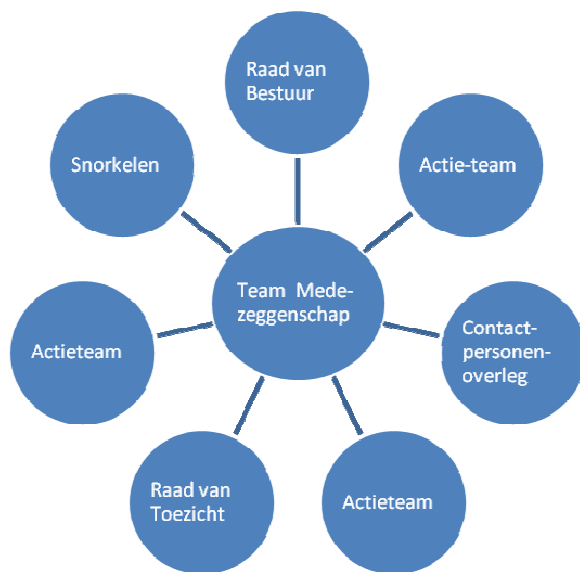 Raad van
Bestuur
Snorkelen
Actie-team
Team Mede-
zeggenschap
Actieteam
Contact-
personen-
overleg
Raad van
Toezicht
Actieteam